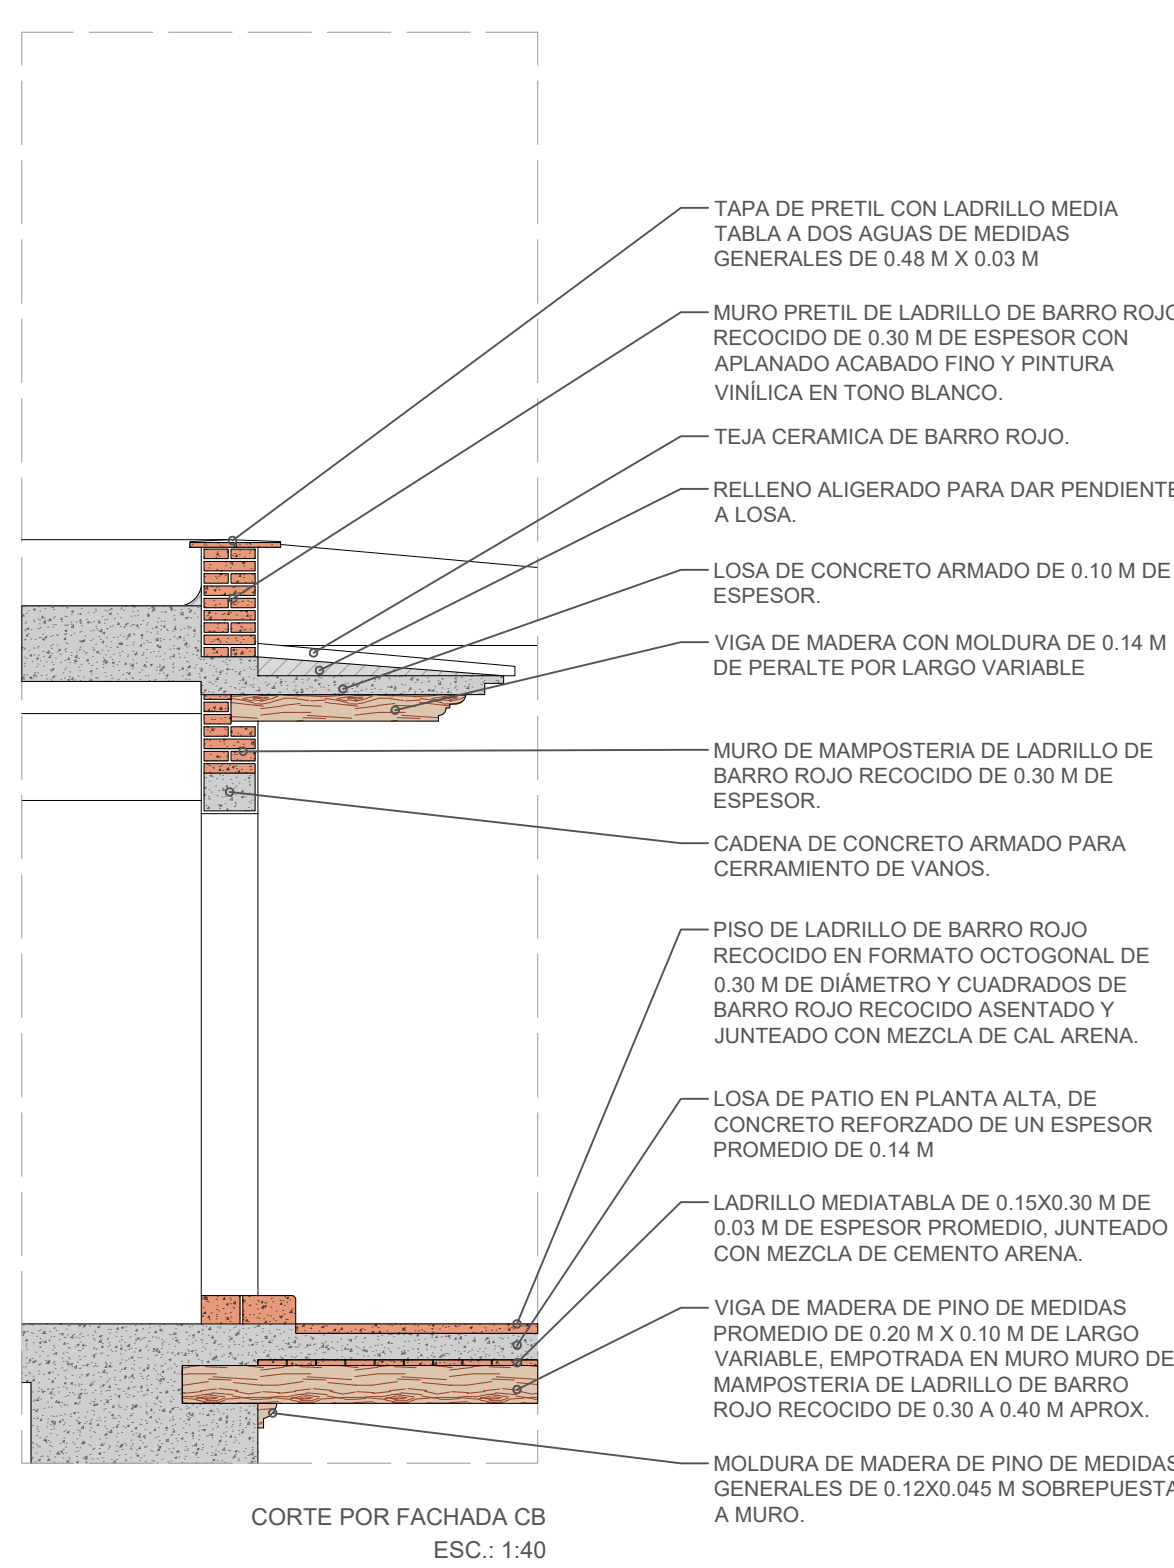 TAPA DE PRETIL CON LADRILLO MEDIA
TABLA A DOS AGUAS DE MEDIDAS
GENERALES DE 0.48 M X 0.03 M
MURO PRETIL DE LADRILLO DE BARRO ROJO
RECOCIDO DE 0.30 M DE ESPESOR CON
APLANADO ACABADO FINO Y PINTURA
VINÍLICA EN TONO BLANCO.
TEJA CERAMICA DE BARRO ROJO.
RELLENO ALIGERADO PARA DAR PENDIENTE
A LOSA.
LOSA DE CONCRETO ARMADO DE 0.10 M DE
ESPESOR.
VIGA DE MADERA CON MOLDURA DE 0.14 M
DE PERALTE POR LARGO VARIABLE
MURO DE MAMPOSTERIA DE LADRILLO DE
BARRO ROJO RECOCIDO DE 0.30 M DE
ESPESOR.
CADENA DE CONCRETO ARMADO PARA
CERRAMIENTO DE VANOS.
PISO DE LADRILLO DE BARRO ROJO
RECOCIDO EN FORMATO OCTOGONAL DE
0.30 M DE DIÁMETRO Y CUADRADOS DE
BARRO ROJO RECOCIDO ASENTADO Y
JUNTEADO CON MEZCLA DE CAL ARENA.
LOSA DE PATIO EN PLANTA ALTA, DE
CONCRETO REFORZADO DE UN ESPESOR
PROMEDIO DE 0.14 M
LADRILLO MEDIATABLA DE 0.15X0.30 M DE
0.03 M DE ESPESOR PROMEDIO, JUNTEADO
CON MEZCLA DE CEMENTO ARENA.
VIGA DE MADERA DE PINO DE MEDIDAS
PROMEDIO DE 0.20 M X 0.10 M DE LARGO
VARIABLE, EMPOTRADA EN MURO MURO DE
MAMPOSTERIA DE LADRILLO DE BARRO
ROJO RECOCIDO DE 0.30 A 0.40 M APROX.
MOLDURA DE MADERA DE PINO DE MEDIDAS
GENERALES DE 0.12X0.045 M SOBREPUESTA
A MURO.
CORTE POR FACHADA CB
ESC.: 1:40